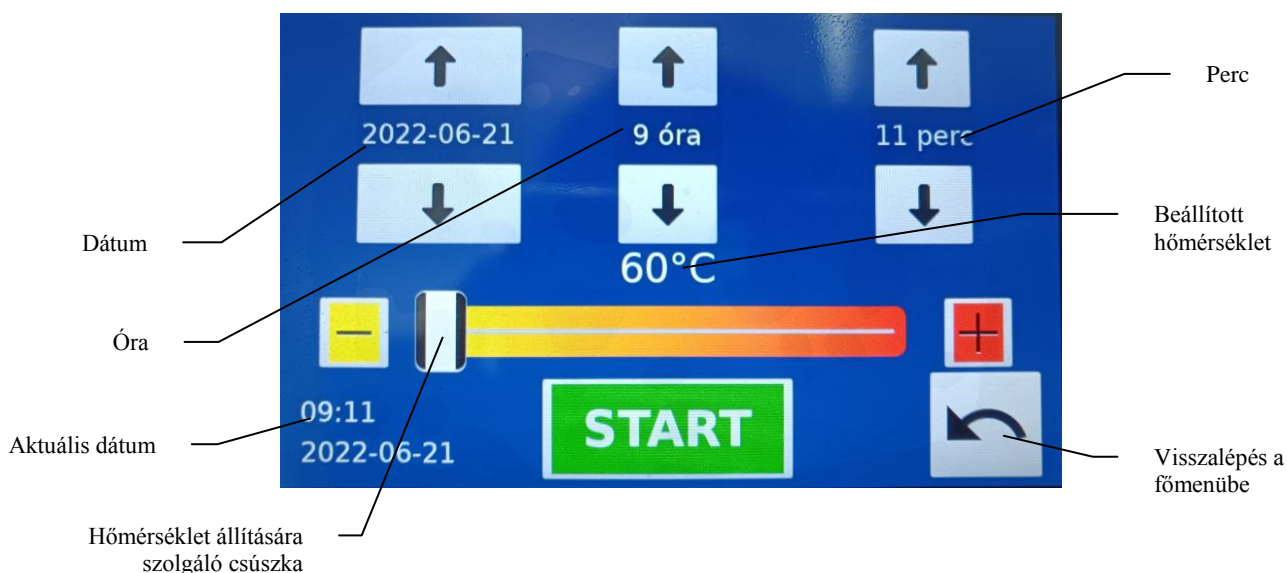 Perc
2022-06-21
9 óra
11 perc
Beállított
hőmérséklet
Dátum
60°C
Óra
09:11
2022-06-21
START
Aktuális dátum
Visszalépés a
főmenübe
Hőmérséklet állítására
szolgáló csúszka